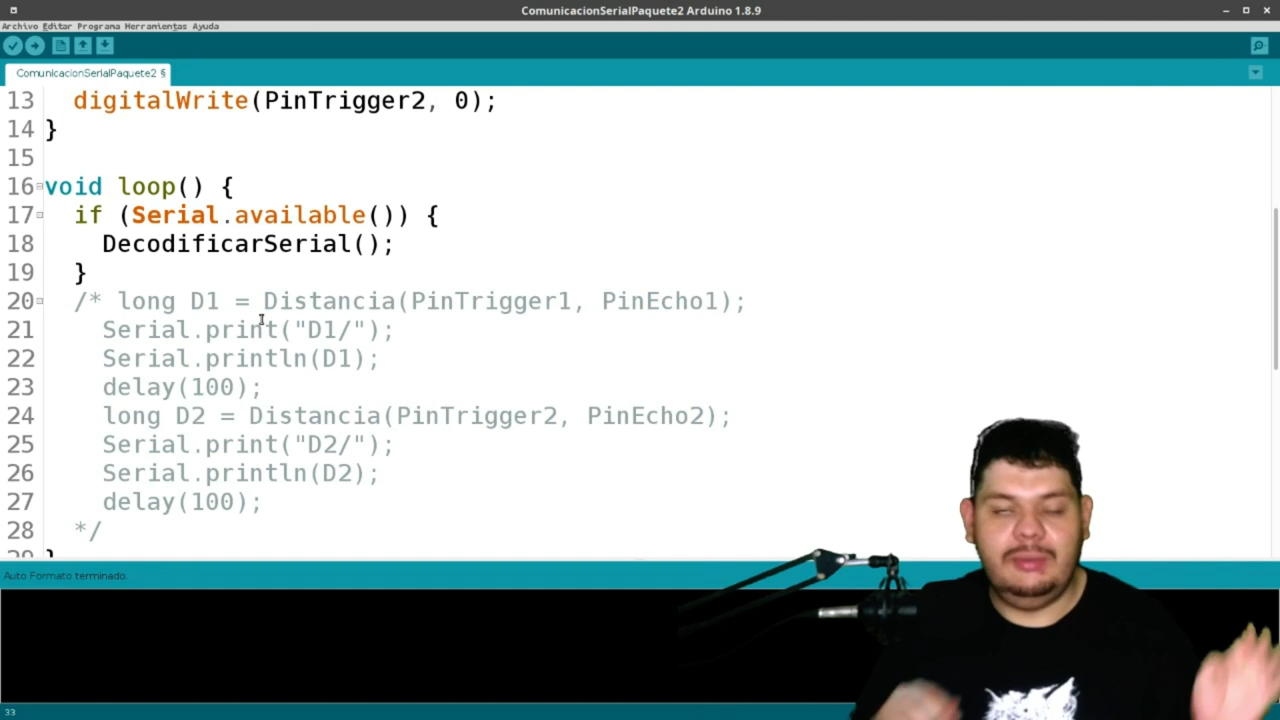 ComunicacionSerialPaquete2 Arduino 1.8.9
Archivo Editar Programa Herramientas Ayuda
ComunicacionSerialPaquete2 §
13 digitalWrite(PinTrigger2, 0);
14 }
15
16 void loop() {
17 if (Serial.available()) {
18 DecodificarSerial();
19 }
20 /* long D1 = Distancia(PinTrigger1, PinEcho1);
21 Serial.print("D1/");
22 Serial.println(D1);
23 delay(100);
24 long D2 = Distancia(PinTrigger2, PinEcho2);
25 Serial.print("D2/");
26 Serial.println(D2);
27 delay(100);
28 */
29 }
Auto Formato terminado.
33